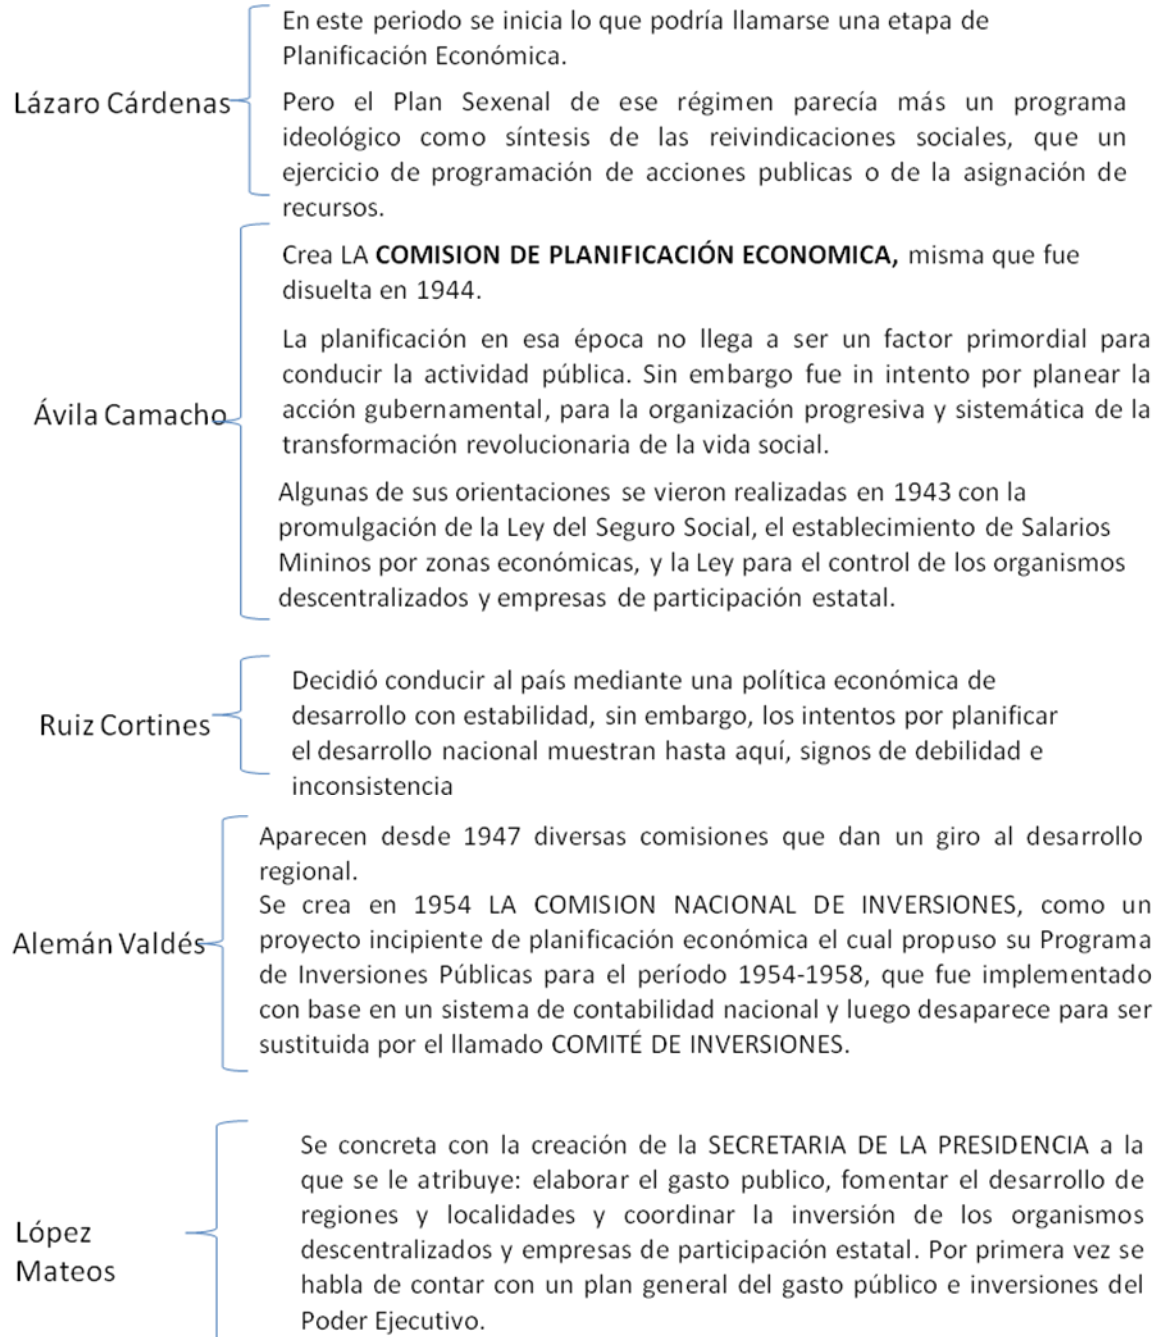 Lázaro Cárdenas
En este periodo se inicia lo que podría llamarse una etapa de
Planificación Económica.
Pero el Plan Sexenal de ese régimen parecía más un programa
ideológico como síntesis de las reivindicaciones sociales, que un
ejercicio de programación de acciones publicas o de la asignación de
recursos.
Ávila Camacho
Crea LA COMISION DE PLANIFICACIÓN ECONOMICA, misma que fue
disuelta en 1944.
La planificación en esa época no llega a ser un factor primordial para
conducir la actividad pública. Sin embargo fue in intento por planear la
acción gubernamental, para la organización progresiva y sistemática de la
transformación revolucionaria de la vida social.
Algunas de sus orientaciones se vieron realizadas en 1943 con la
promulgación de la Ley del Seguro Social, el establecimiento de Salarios
Mininos por zonas económicas, y la Ley para el control de los organismos
descentralizados y empresas de participación estatal.
Ruiz Cortines
Decidió conducir al país mediante una política económica de
desarrollo con estabilidad, sin embargo, los intentos por planificar
el desarrollo nacional muestran hasta aquí, signos de debilidad e
inconsistencia
Alemán Valdés
Aparecen desde 1947 diversas comisiones que dan un giro al desarrollo
regional.
Se crea en 1954 LA COMISION NACIONAL DE INVERSIONES, como un
proyecto incipiente de planificación económica el cual propuso su Programa
de Inversiones Públicas para el período 1954-1958, que fue implementado
con base en un sistema de contabilidad nacional y luego desaparece para ser
sustituida por el llamado COMITÉ DE INVERSIONES.
López
Mateos
Se concreta con la creación de la SECRETARIA DE LA PRESIDENCIA a la
que se le atribuye: elaborar el gasto publico, fomentar el desarrollo de
regiones y localidades y coordinar la inversión de los organismos
descentralizados y empresas de participación estatal. Por primera vez se
habla de contar con un plan general del gasto público e inversiones del
Poder Ejecutivo.